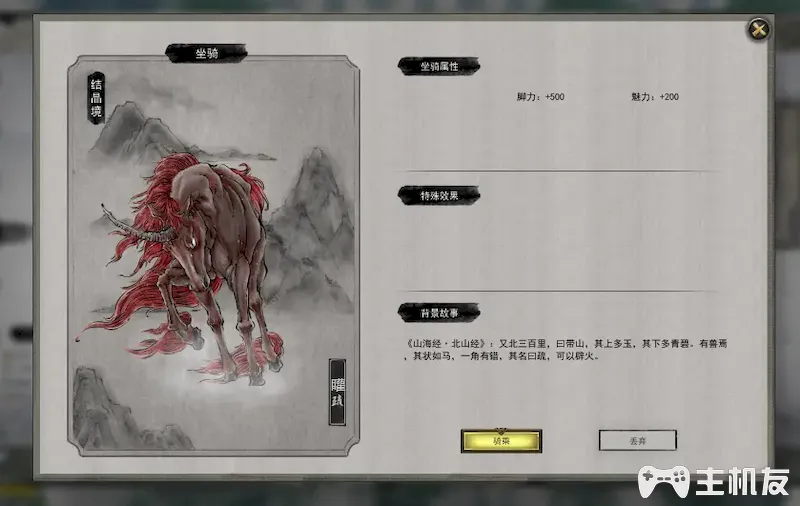 坐骑
结晶境
坐骑属性
脚力：+500
魅力：+200
特殊效果
背景故事
《山海经·北山经》：又北三百里，曰带山，其上多玉，其下多青碧。有兽焉
，其状如马，一角有错，其名曰疏，可以辟火。
疏
骑乘
丢弃
主机友